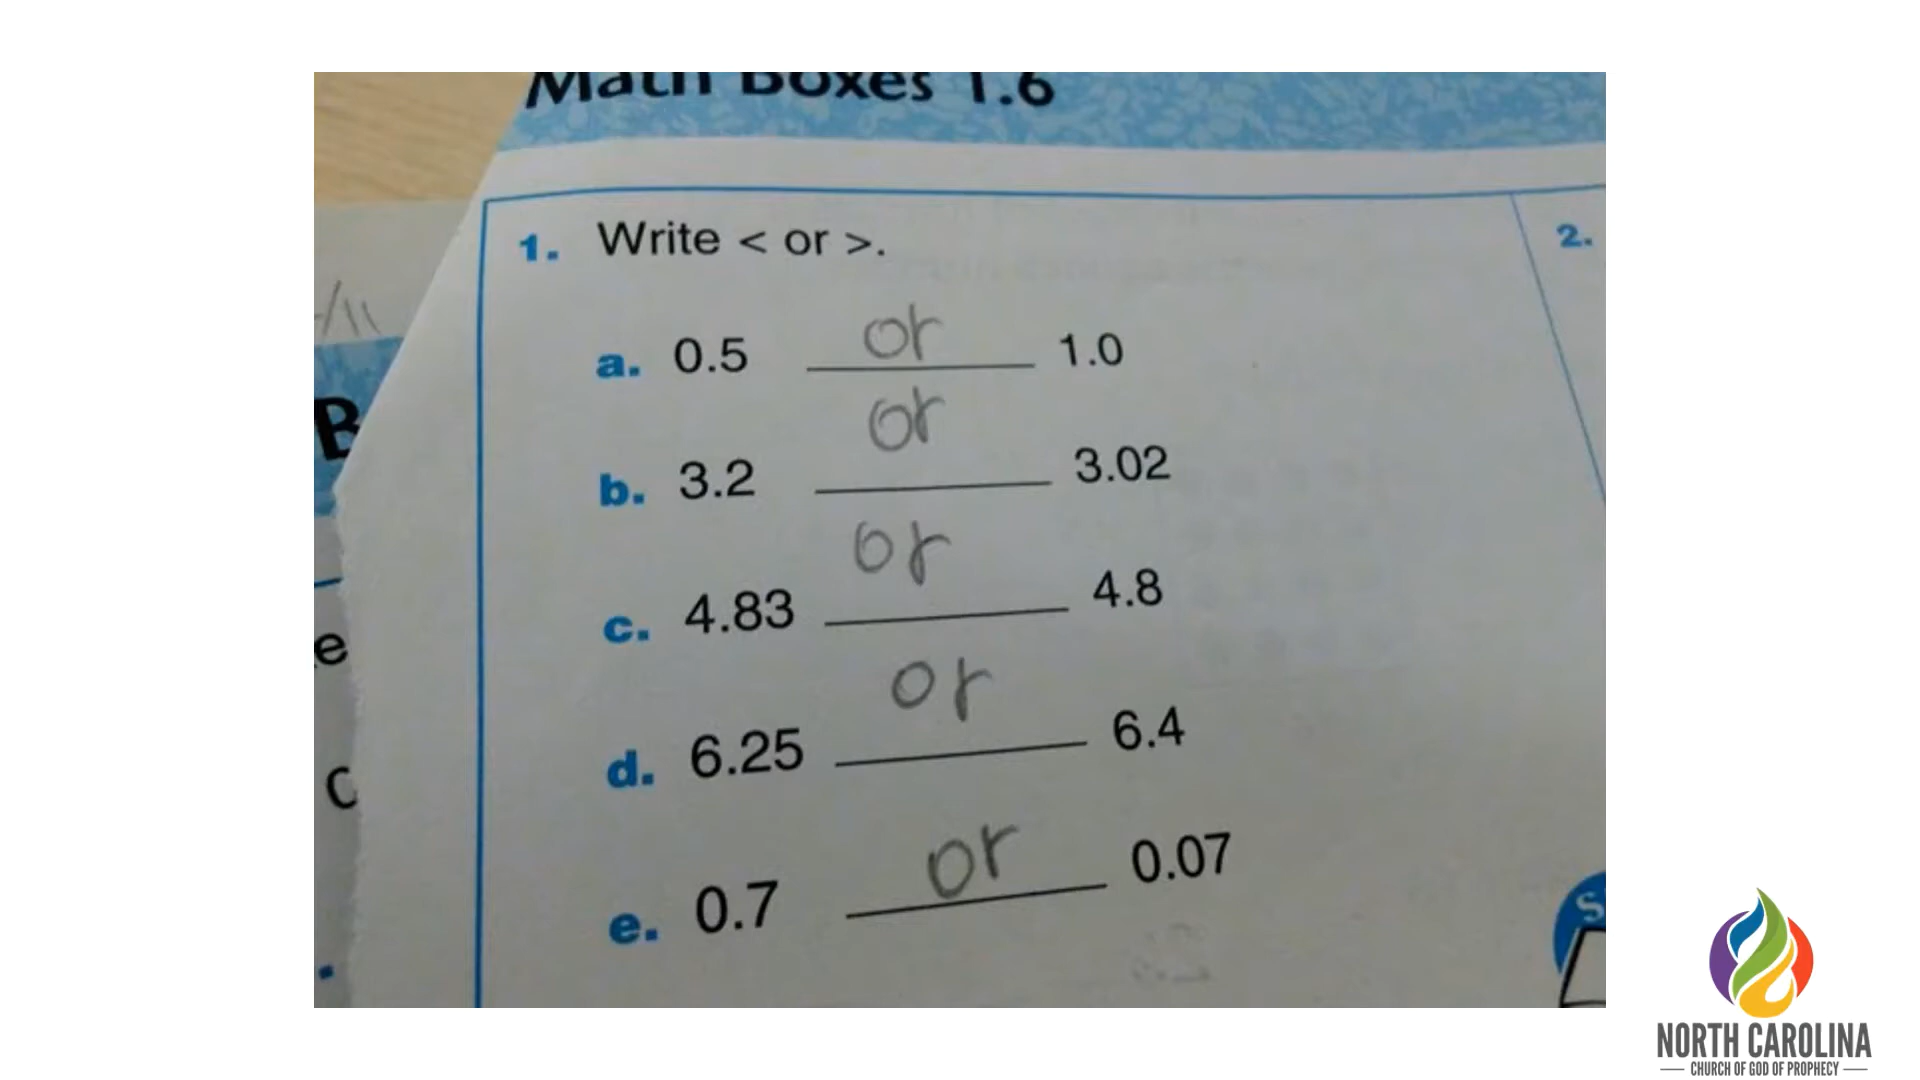 Math Boxes 1.6
1. Write < or >.
2.
a. 0.5 or 1.0
b. 3.2 or 3.02
c. 4.83 or 4.8
d. 6.25 or 6.4
e. 0.7 or 0.07
B
e
C
S
NORTH CAROLINA
CHURCH OF GOD OF PROPHECY